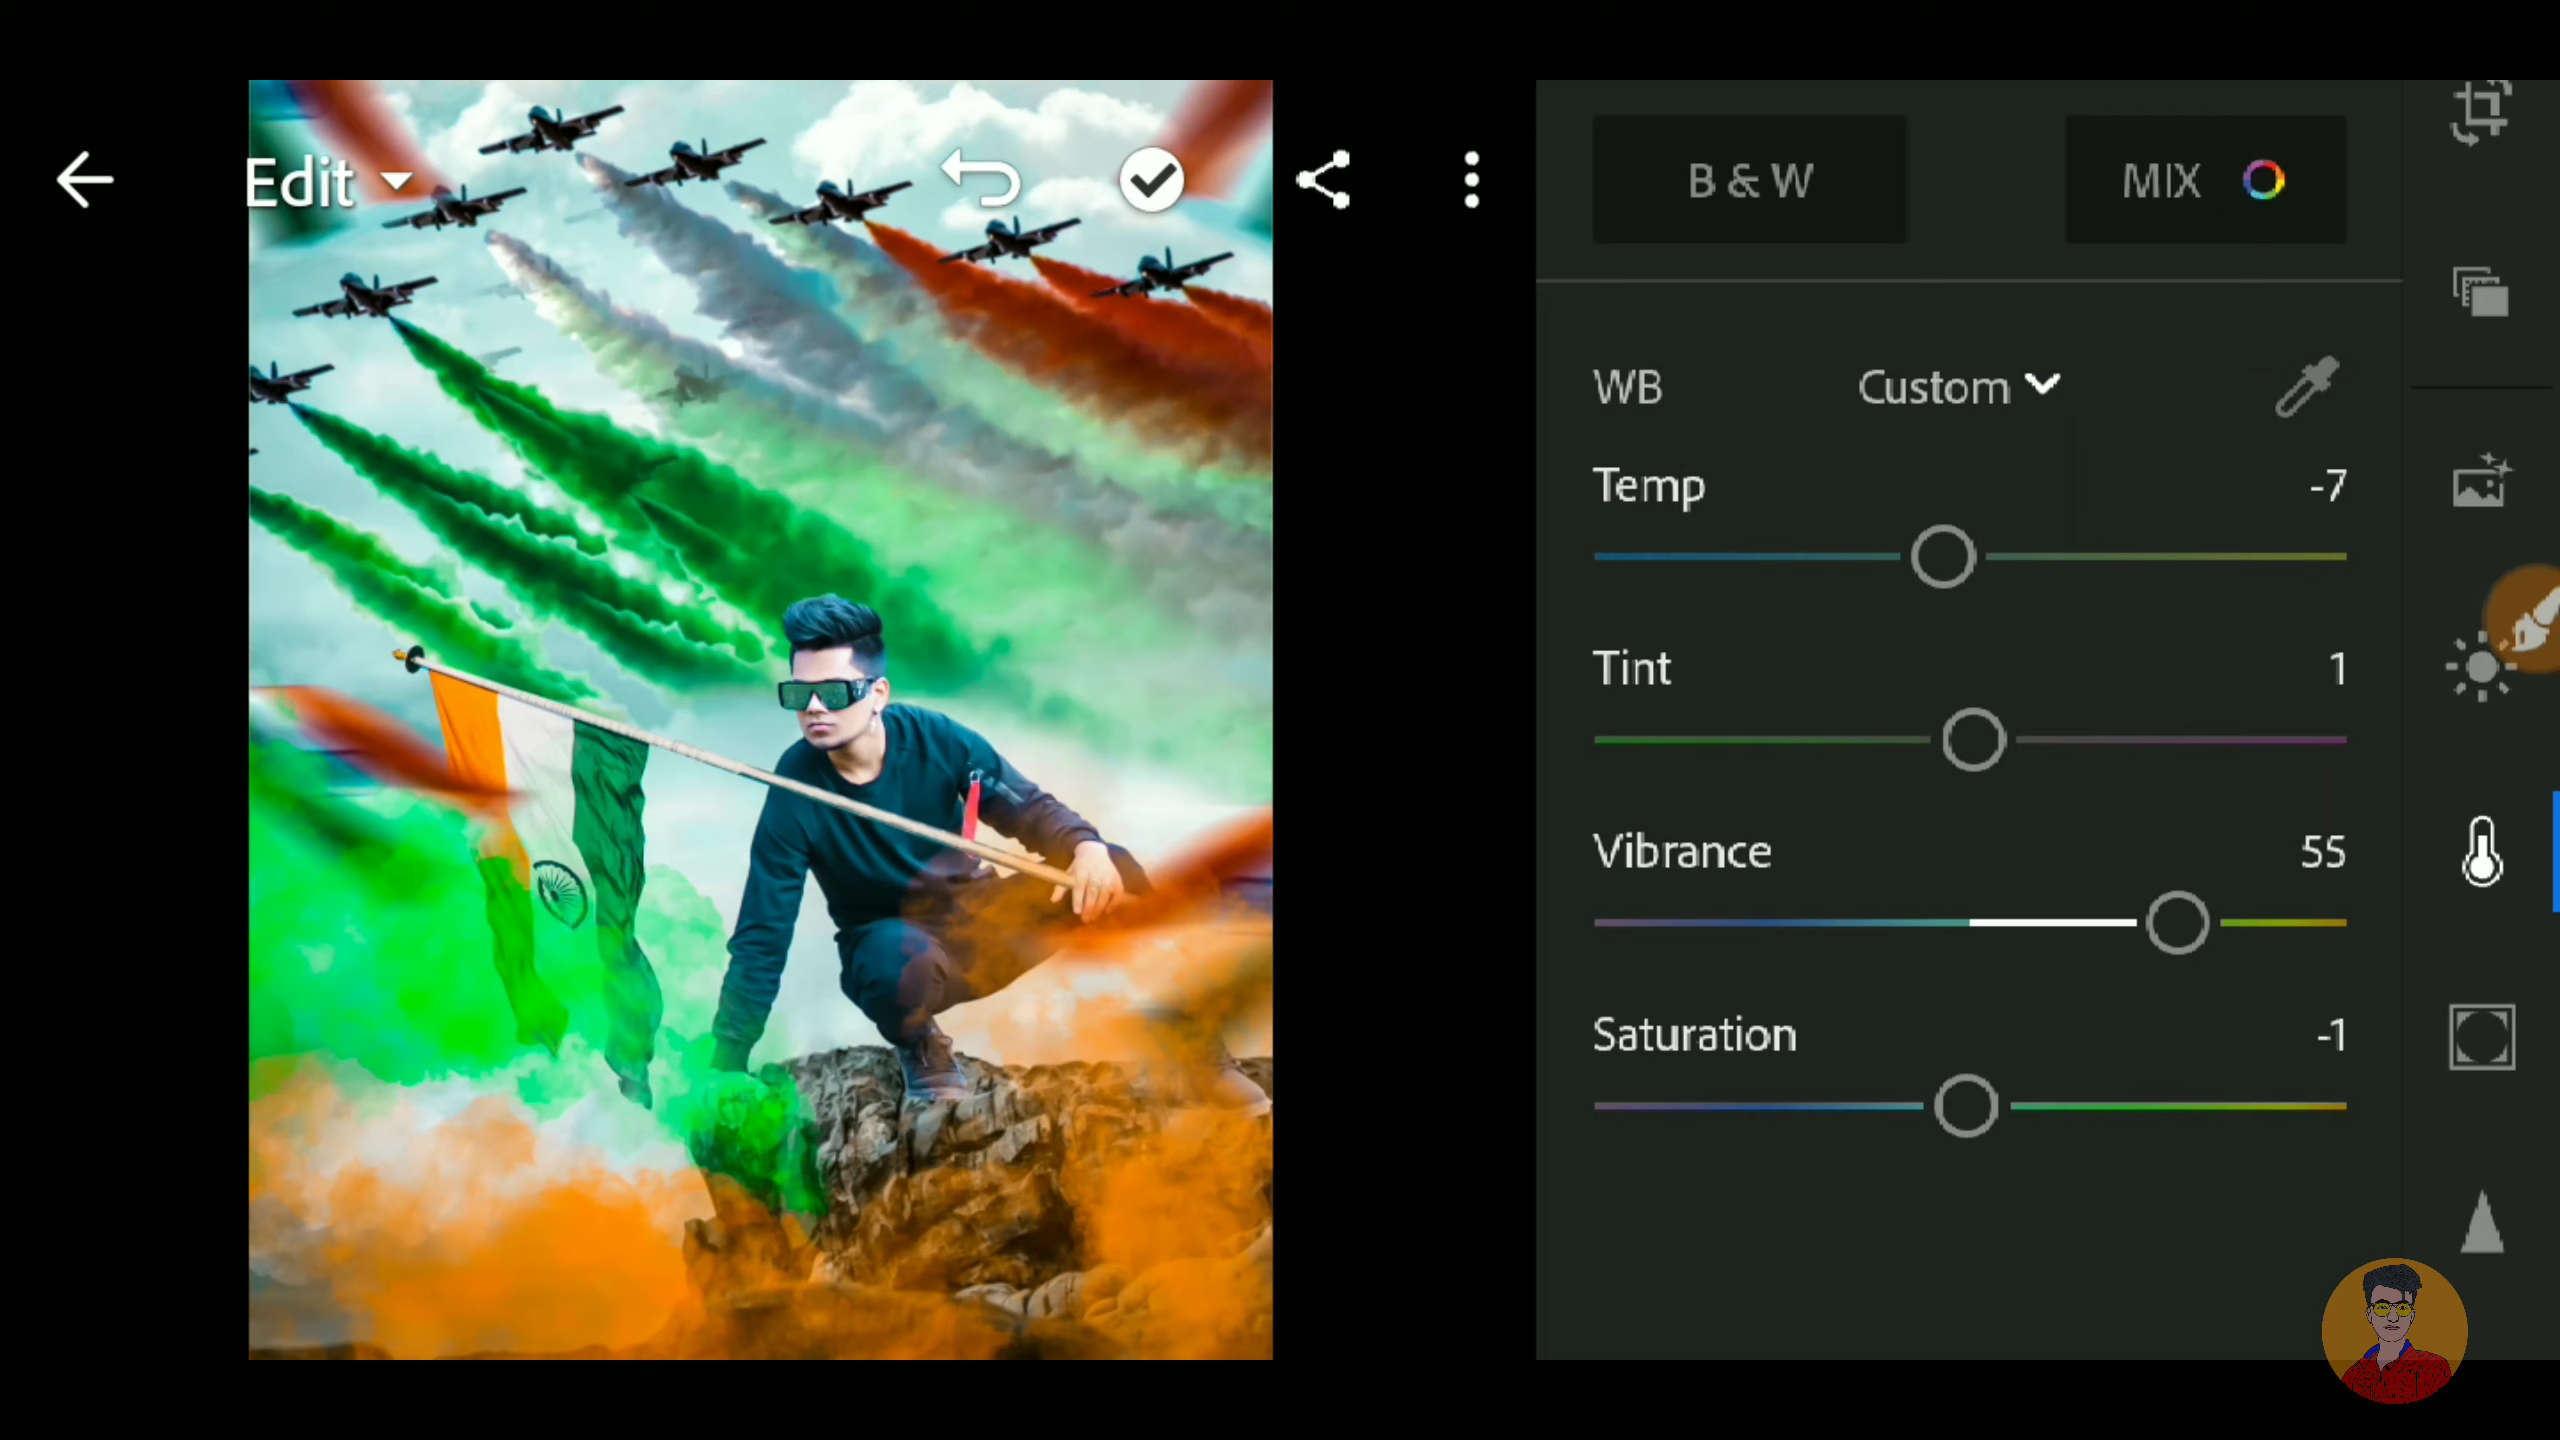 Edit
B & W
MIX
WB
Custom
Temp
-7
Tint
1
Vibrance
55
Saturation
-1